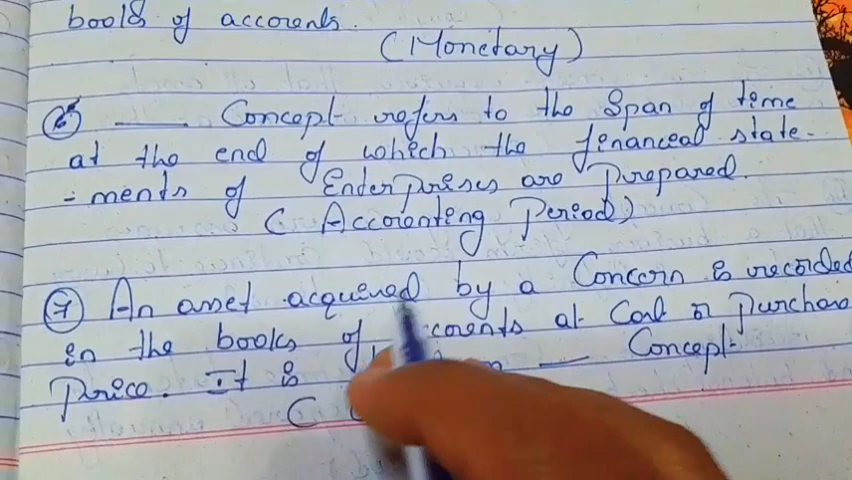 books of accounts.
(Monetary)
⑥ ___ Concept refers to the Span of time
at the end of which the financial state-
-ments of Enterprises are prepared.
( Accounting Period)
⑦ An asset acquired by a Concern is recorded
in the books of accounts at Cost or Purchase
Price. It is ___ Concept.
( C